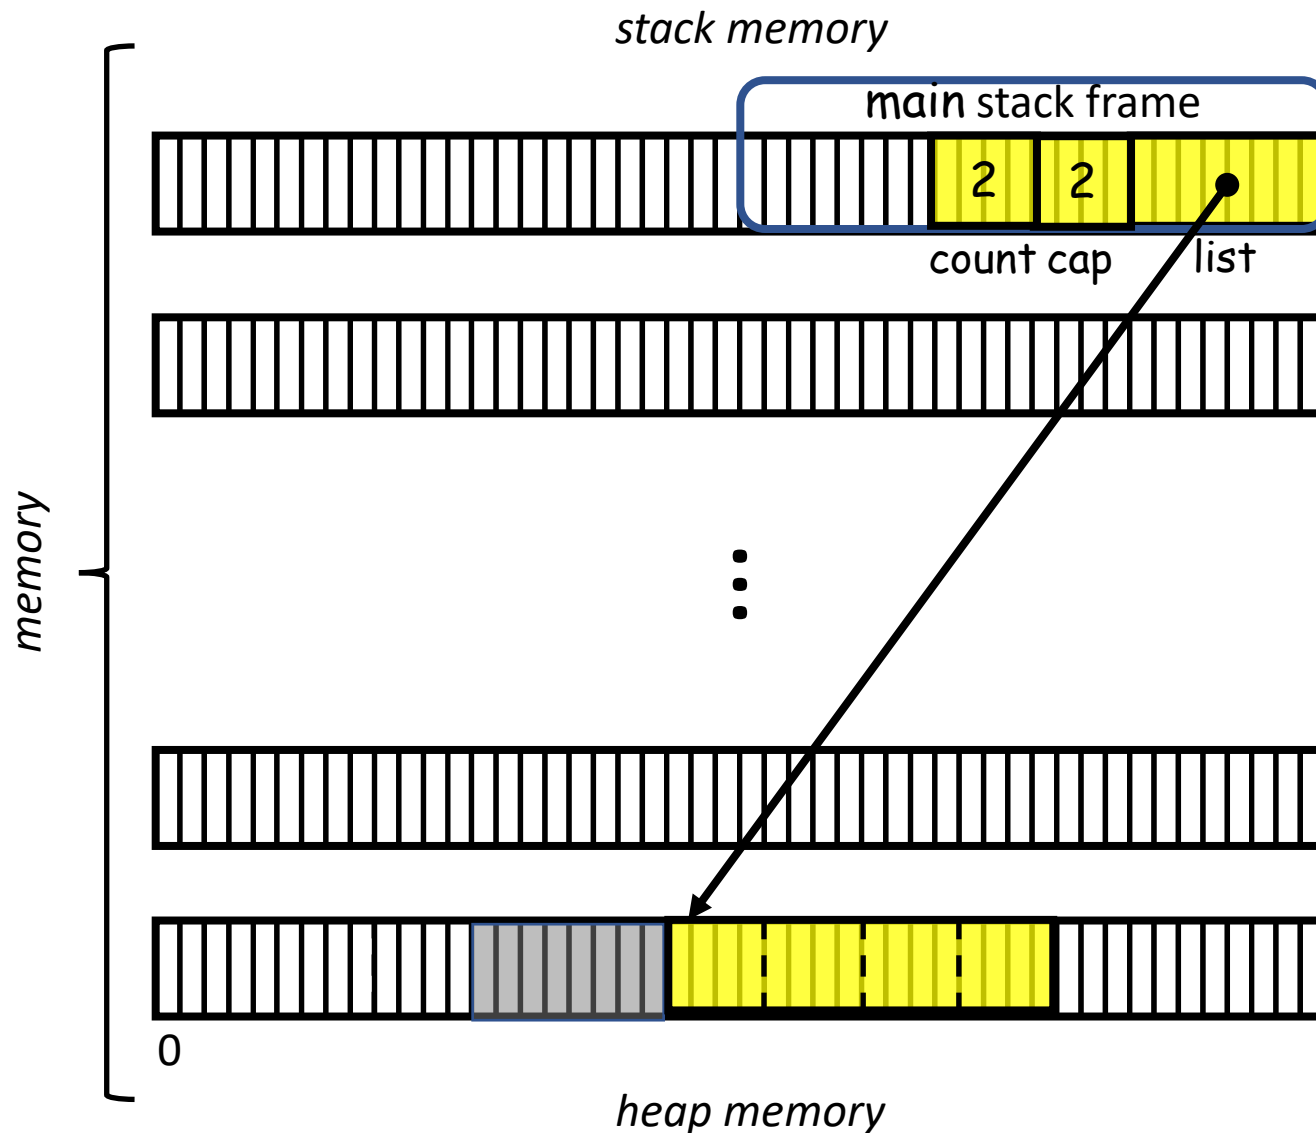 stack memory
main stack frame
2 2
count cap list
memory
0
heap memory